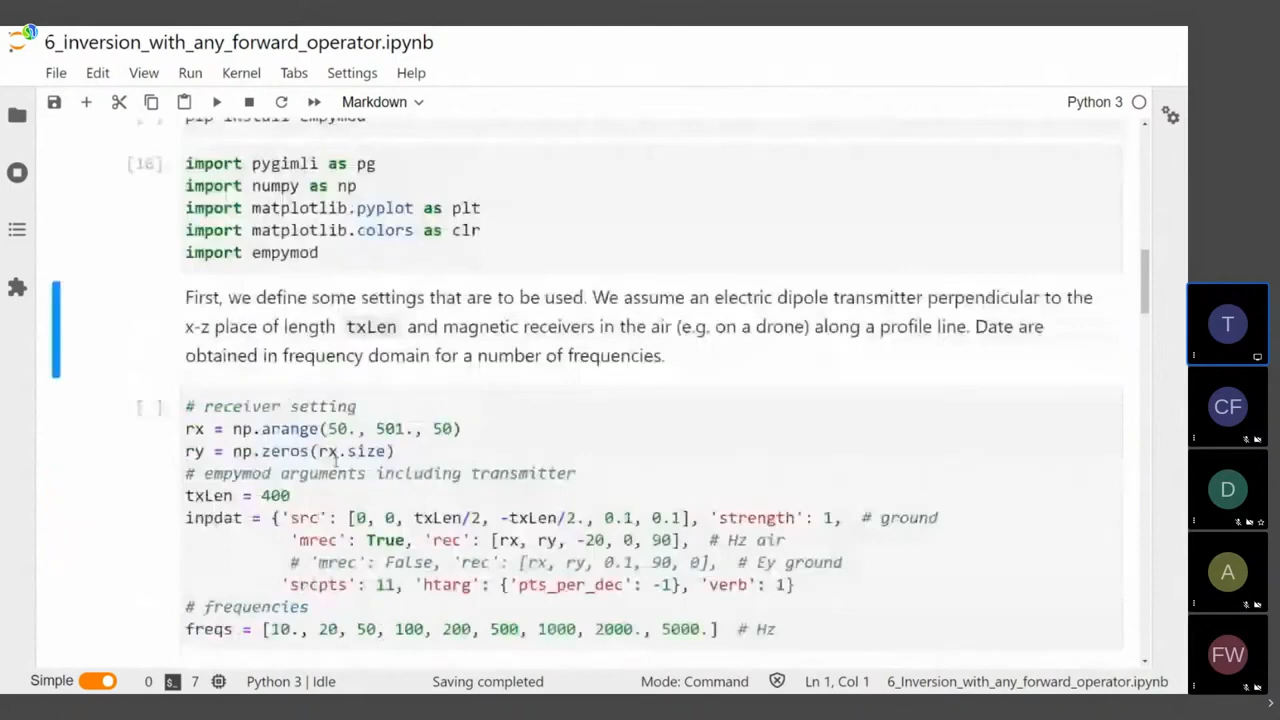 6_inversion_with_any_forward_operator.ipynb
File Edit View Run Kernel Tabs Settings Help
Markdown
Python 3
[ ] pip install empymod
[16] import pygimli as pg
import numpy as np
import matplotlib.pyplot as plt
import matplotlib.colors as clr
import empymod
First, we define some settings that are to be used. We assume an electric dipole transmitter perpendicular to the
x-z place of length txLen and magnetic receivers in the air (e.g. on a drone) along a profile line. Date are
obtained in frequency domain for a number of frequencies.
[ ] # receiver setting
rx = np.arange(50., 501., 50)
ry = np.zeros(rx.size)
# empymod arguments including transmitter
txLen = 400
inpdat = {'src': [0, 0, txLen/2, -txLen/2., 0.1, 0.1], 'strength': 1, # ground
'mrec': True, 'rec': [rx, ry, -20, 0, 90], # Hz air
# 'mrec': False, 'rec': [rx, ry, 0.1, 90, 0], # Ey ground
'srcpts': 11, 'htarg': {'pts_per_dec': -1}, 'verb': 1}
# frequencies
freqs = [10., 20, 50, 100, 200, 500, 1000, 2000., 5000.] # Hz
Simple 0 $_ 7 Python 3 | Idle Saving completed Mode: Command Ln 1, Col 1 6_Inversion_with_any_forward_operator.ipynb
T
CF
D
A
FW